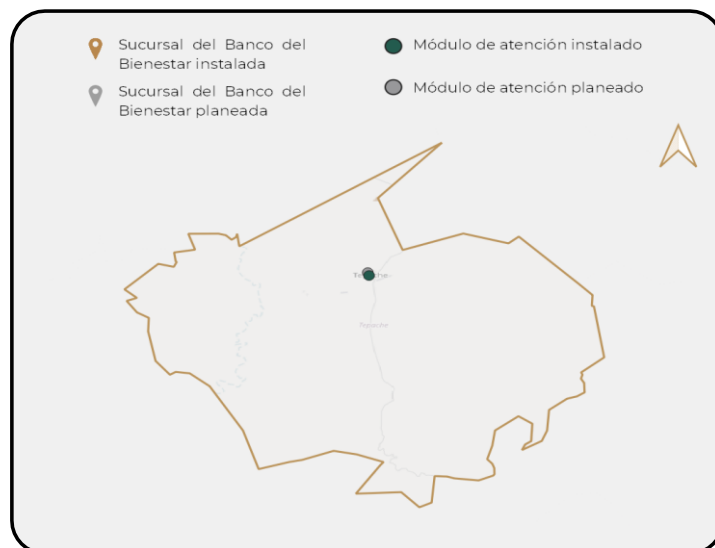 Sucursal del Banco del
Bienestar instalada
Sucursal del Banco del
Bienestar planeada
Módulo de atención instalado
Módulo de atención planeado